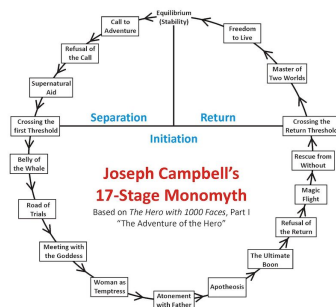 Equilibrium
(Stability)
Call to
Adventure
Refusal of
the Call
Supernatural
Aid
Crossing the
first Threshold
Belly of
the Whale
Road of
Trials
Meeting with
the Goddess
Woman as
Temptress
Atonement
with Father
Apotheosis
The Ultimate
Boon
Refusal of
the Return
Magic
Flight
Rescue from
Without
Crossing the
Return Threshold
Master of
Two Worlds
Freedom
to Live
Separation
Return
Initiation
Joseph Campbell's
17-Stage Monomyth
Based on The Hero with 1000 Faces, Part I
"The Adventure of the Hero"